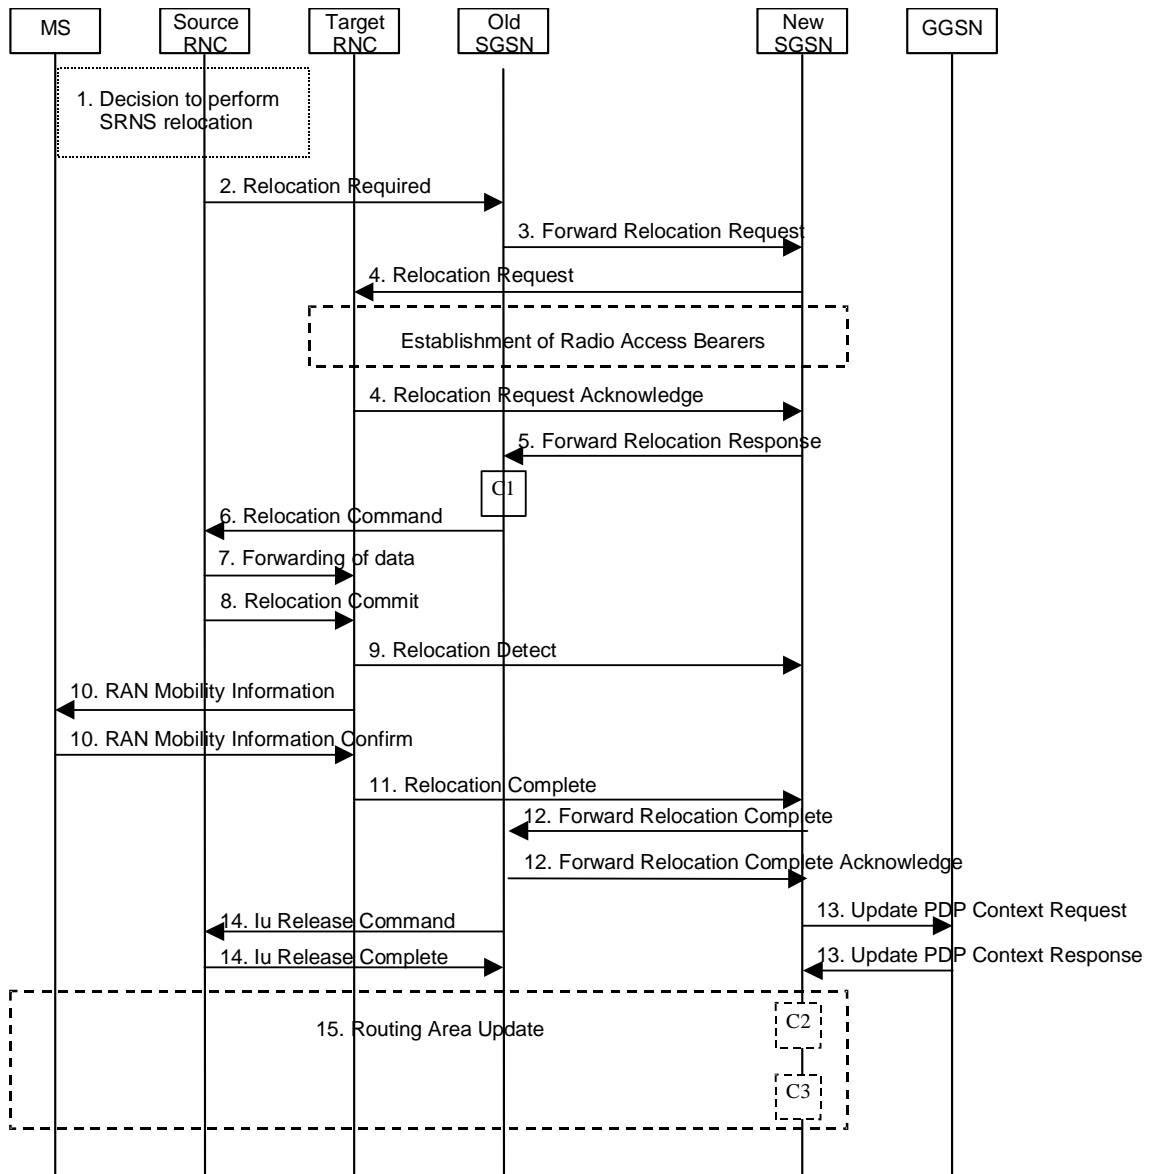 MS
Source
RNC
Target
RNC
Old
SGSN
New
SGSN
GGSN
1. Decision to perform
SRNS relocation
2. Relocation Required
3. Forward Relocation Request
4. Relocation Request
Establishment of Radio Access Bearers
4. Relocation Request Acknowledge
5. Forward Relocation Response
C1
6. Relocation Command
7. Forwarding of data
8. Relocation Commit
9. Relocation Detect
10. RAN Mobility Information
10. RAN Mobility Information Confirm
11. Relocation Complete
12. Forward Relocation Complete
12. Forward Relocation Complete Acknowledge
13. Update PDP Context Request
14. Iu Release Command
13. Update PDP Context Response
14. Iu Release Complete
15. Routing Area Update
C2
C3